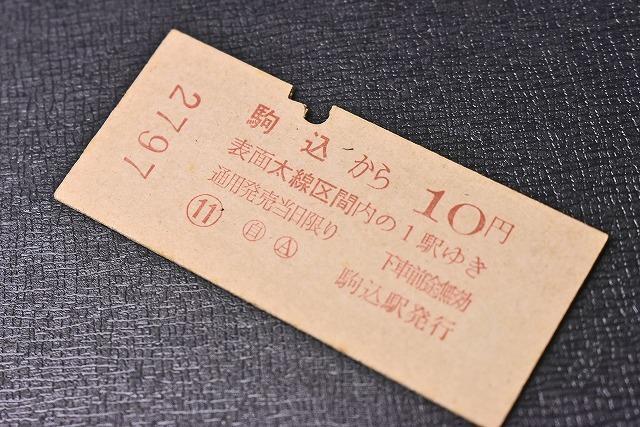 2797
駒込から 10円
表面太線区間内の1駅ゆき
通用発売当日限り 下車前途無効
⑪ 自 Ⓐ 駒込駅発行